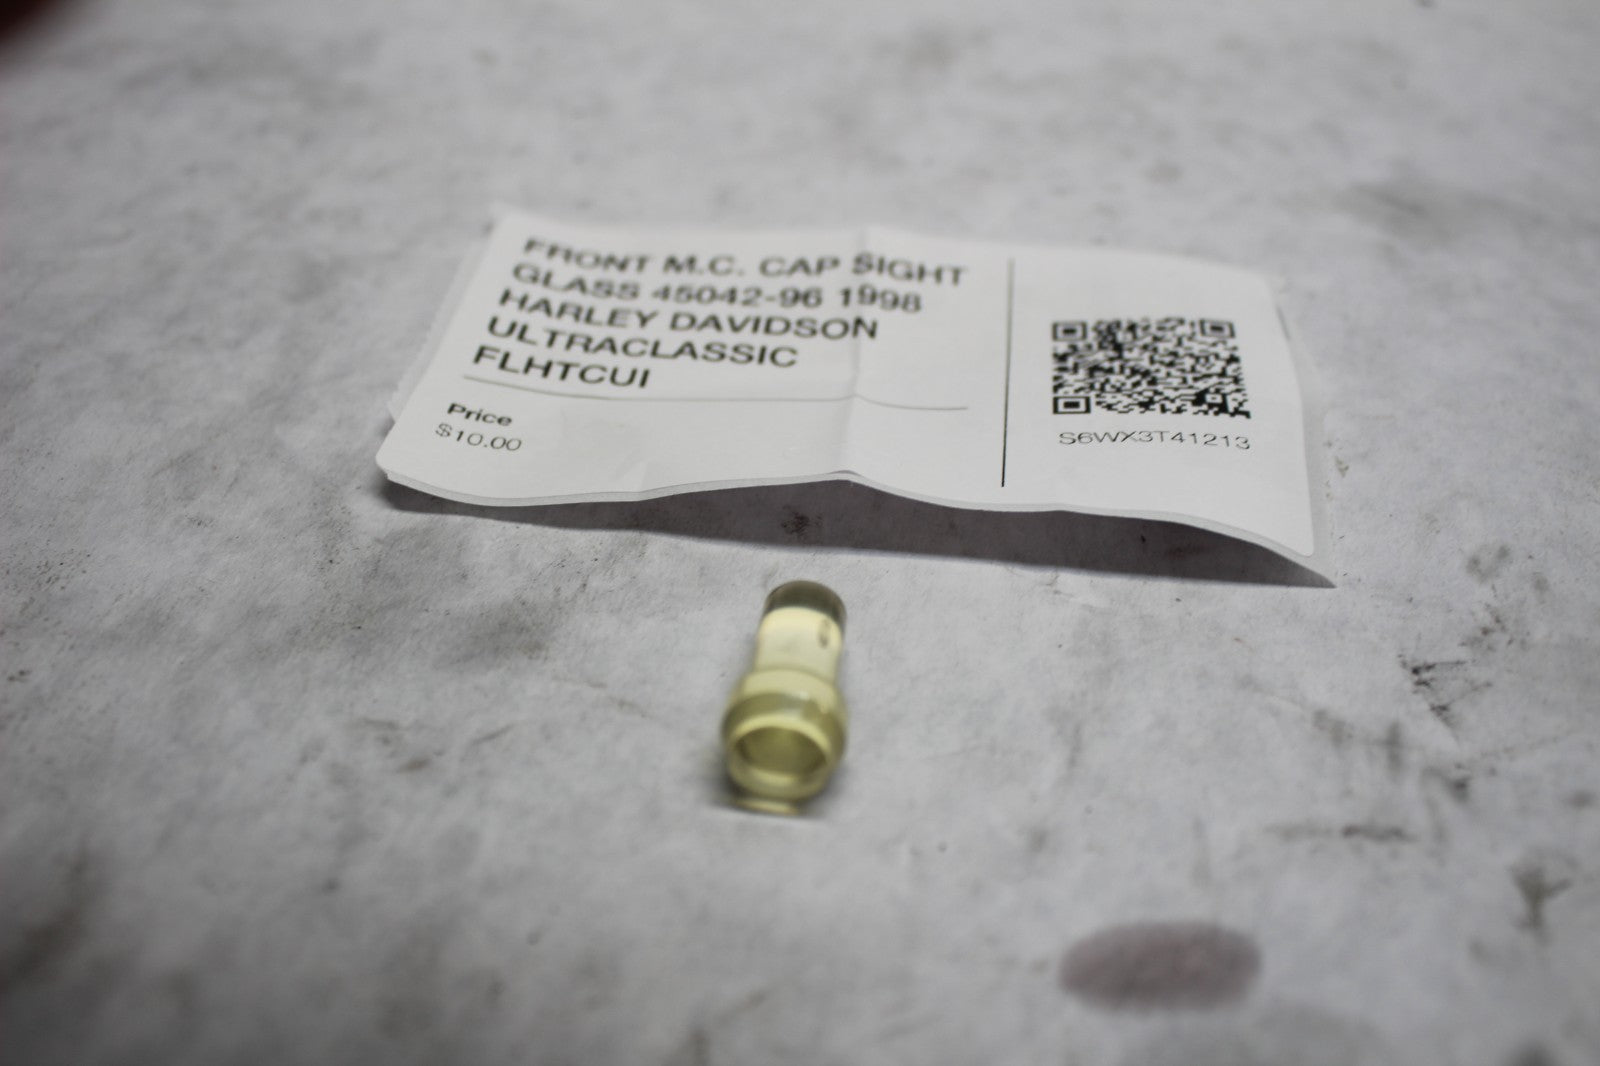 FRONT M.C. CAP SIGHT
GLASS 45042-96 1998
HARLEY DAVIDSON
ULTRACLASSIC
FLHTCUI
Price
$10.00
S6WX3T41213